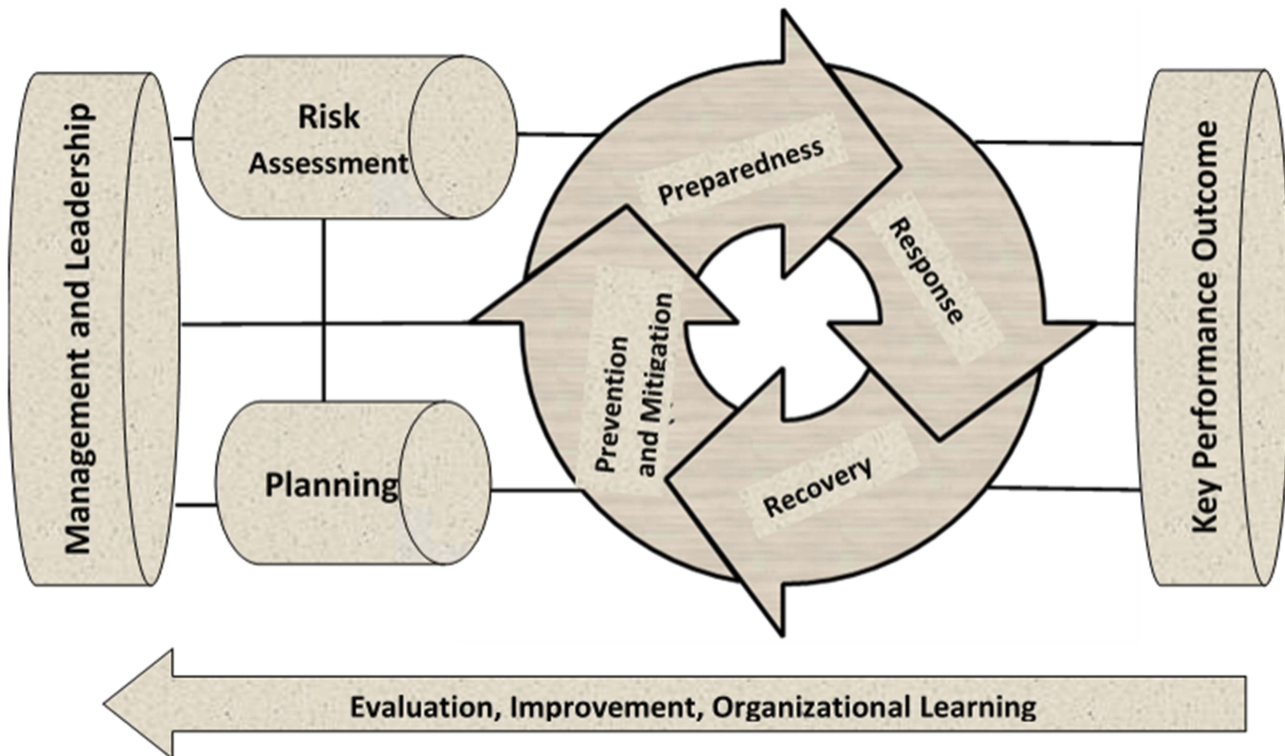 Management and Leadership
Risk
Assessment
Planning
Preparedness
Response
Recovery
Prevention
and Mitigation
Key Performance Outcome
Evaluation, Improvement, Organizational Learning